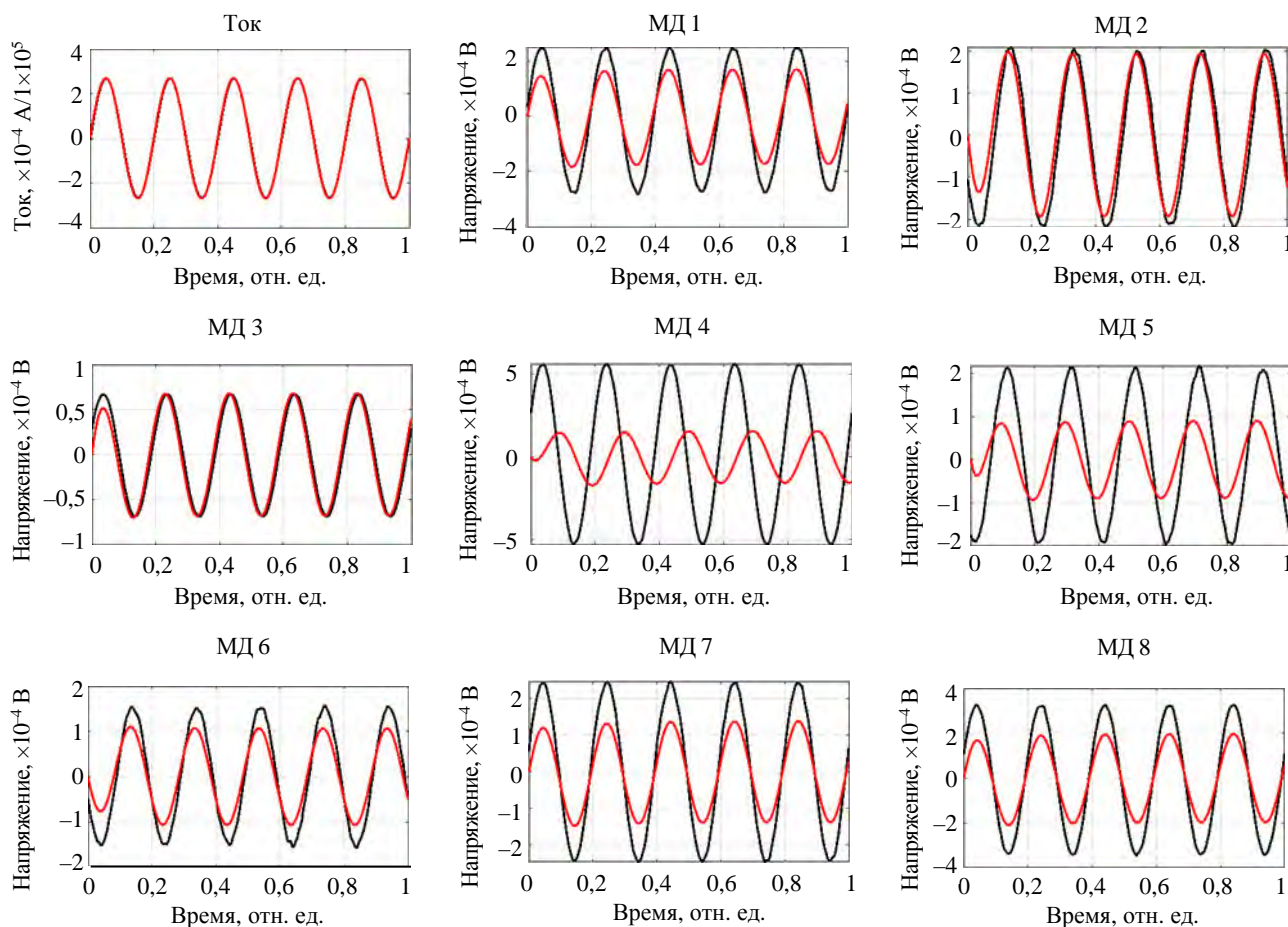 Ток
Ток, ×10⁻⁴ А/1×10⁵
4
2
0
−2
−4
0 0,2 0,4 0,6 0,8 1
Время, отн. ед.
МД 1
Напряжение, ×10⁻⁴ В
2
0
−2
−4
0 0,2 0,4 0,6 0,8 1
Время, отн. ед.
МД 2
Напряжение, ×10⁻⁴ В
2
1
0
−1
−2
0 0,2 0,4 0,6 0,8 1
Время, отн. ед.
МД 3
Напряжение, ×10⁻⁴ В
1
0,5
0
−0,5
−1
0 0,2 0,4 0,6 0,8 1
Время, отн. ед.
МД 4
Напряжение, ×10⁻⁴ В
5
0
−5
0 0,2 0,4 0,6 0,8 1
Время, отн. ед.
МД 5
Напряжение, ×10⁻⁴ В
2
1
0
−1
−2
0 0,2 0,4 0,6 0,8 1
Время, отн. ед.
МД 6
Напряжение, ×10⁻⁴ В
2
1
0
−1
−2
0 0,2 0,4 0,6 0,8 1
Время, отн. ед.
МД 7
Напряжение, ×10⁻⁴ В
2
1
0
−1
−2
0 0,2 0,4 0,6 0,8 1
Время, отн. ед.
МД 8
Напряжение, ×10⁻⁴ В
4
2
0
−2
−4
0 0,2 0,4 0,6 0,8 1
Время, отн. ед.